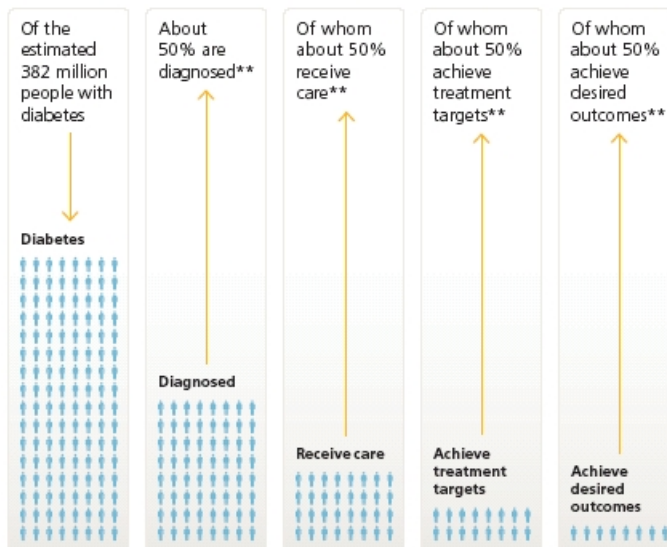 Of the
estimated
382 million
people with
diabetes
Diabetes
About
50% are
diagnosed**
Diagnosed
Of whom
about 50%
receive
care**
Receive care
Of whom
about 50%
achieve
treatment
targets**
Achieve
treatment
targets
Of whom
about 50%
achieve
desired
outcomes**
Achieve
desired
outcomes